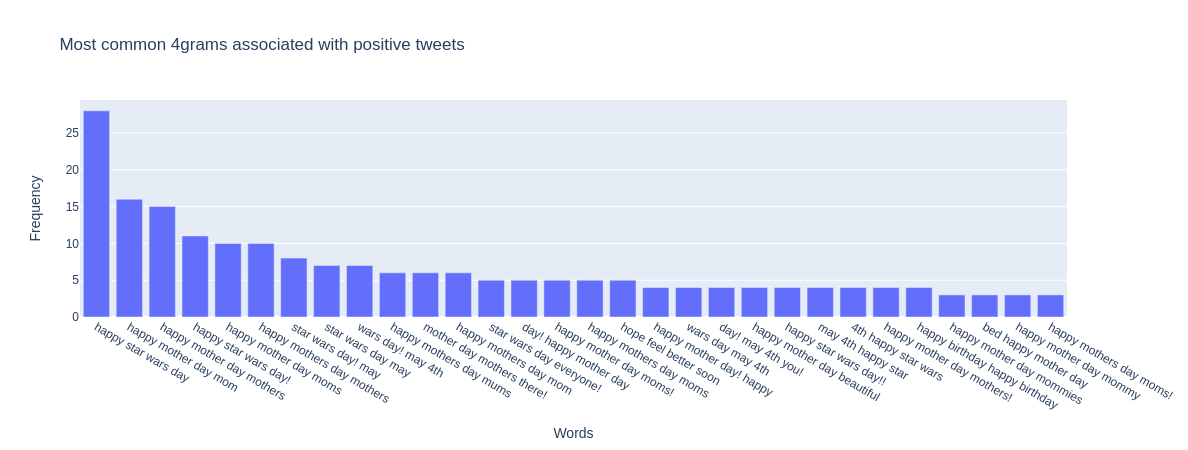 Most common 4grams associated with positive tweets
Frequency
25
20
15
10
5
0
happy star wars day
happy mother day mom
happy mother day mothers
happy star wars day!
happy mother day moms
happy mothers day mothers
star wars day! may
star wars day may
wars day! may 4th
happy mothers day mums
mother day mothers there!
happy mothers day mom
star wars day everyone!
day! happy mother day
happy mother day moms!
happy mothers day moms
hope feel better soon
happy mother day! happy
wars day may 4th
day! may 4th you!
happy mother day beautiful
happy star wars day!!
may 4th happy star
4th happy star wars
happy mother day mothers!
happy birthday happy birthday
happy mother day mommies
bed happy mother day
happy mother day mommy
happy mothers day moms!
Words